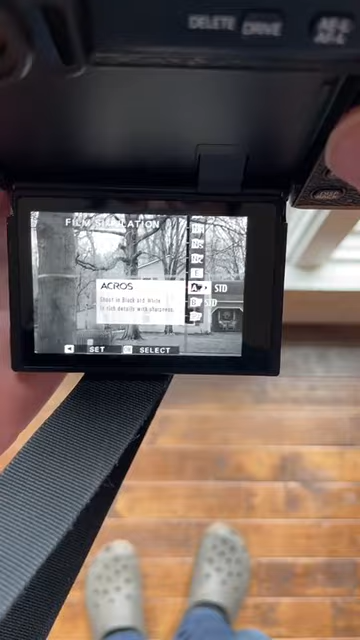 DELETE DRIVE AE-L
AF-L
FILM SIMULATION
ACROS
Shoot in Black and White
in rich details with sharpness.
STD
STD
SET SELECT